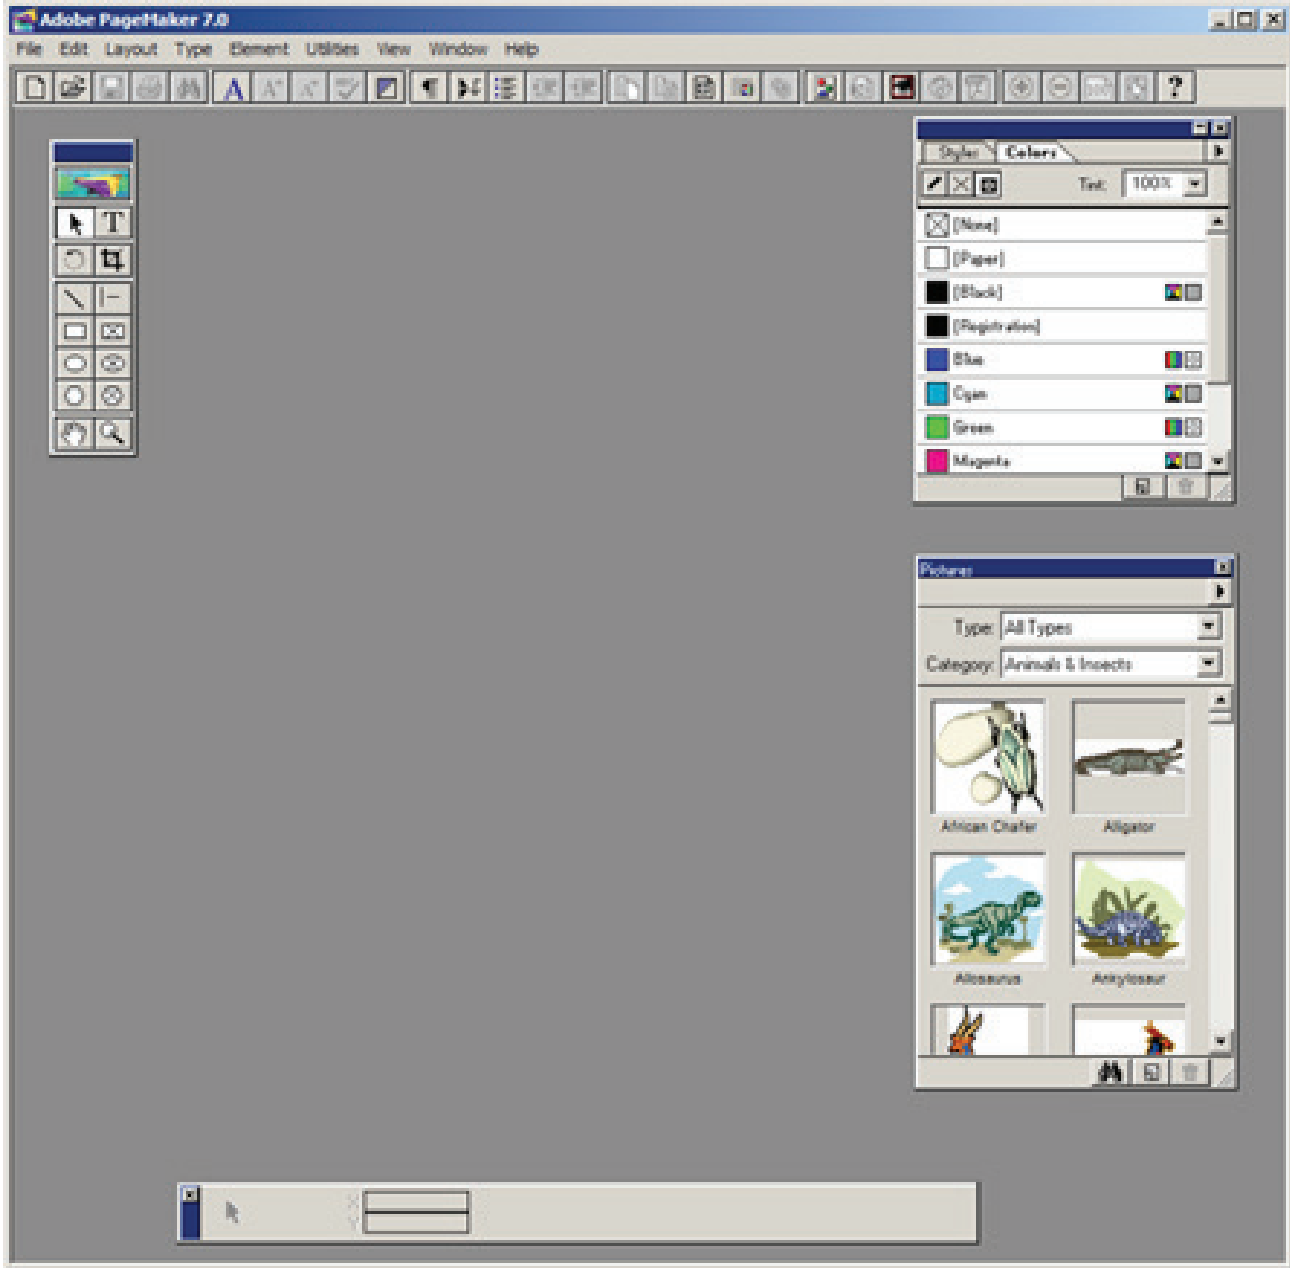 Adobe PageMaker 7.0
File Edit Layout Type Element Utilities View Window Help
A A+ A- ?
T
Styles Colors
Tint: 100%
[None]
[Paper]
[Black]
[Registration]
Blue
Cyan
Green
Magenta
Pictures
Type: All Types
Category: Animals & Insects
African Chafer Alligator
Allosaurus Ankylosaur
X
Y